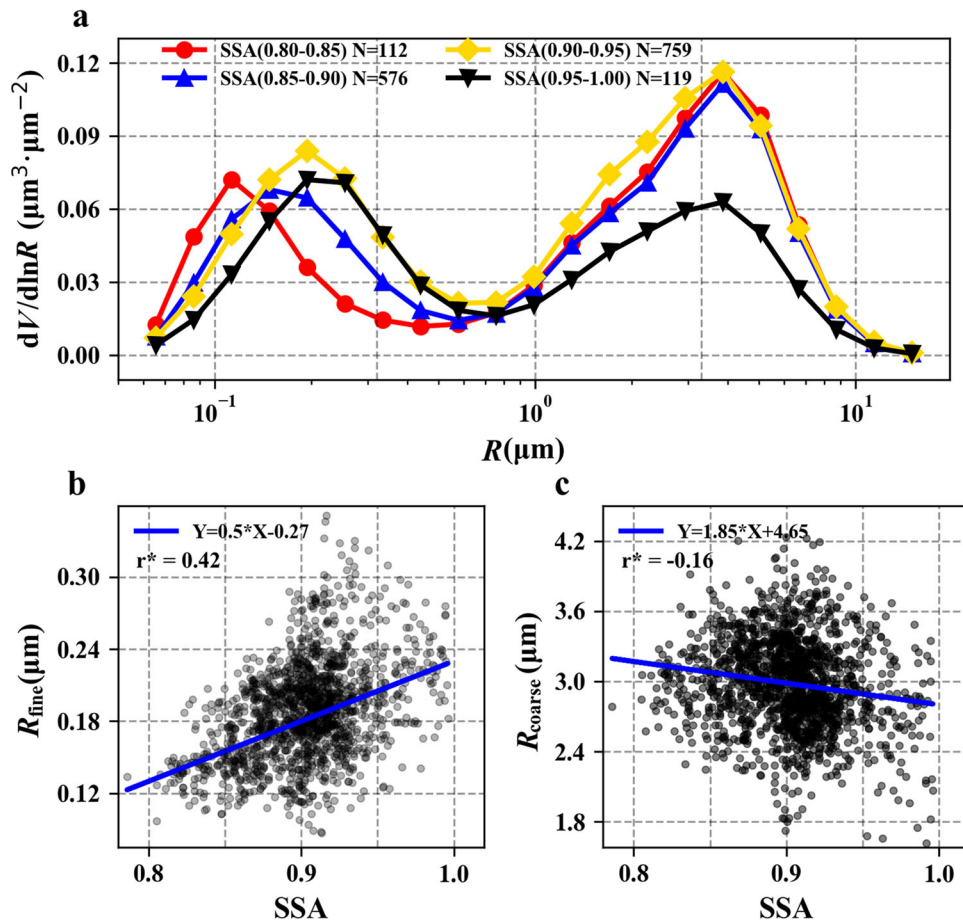 a
SSA(0.80-0.85) N=112
SSA(0.90-0.95) N=759
SSA(0.85-0.90) N=576
SSA(0.95-1.00) N=119
dV/dlnR (μm³·μm⁻²)
0.12
0.09
0.06
0.03
0.00
10⁻¹
10⁰
10¹
R(μm)
b
Y=0.5*X-0.27
r* = 0.42
R_fine(μm)
0.30
0.24
0.18
0.12
0.8
0.9
1.0
SSA
c
Y=1.85*X+4.65
r* = -0.16
R_coarse(μm)
4.2
3.6
3.0
2.4
1.8
0.8
0.9
1.0
SSA